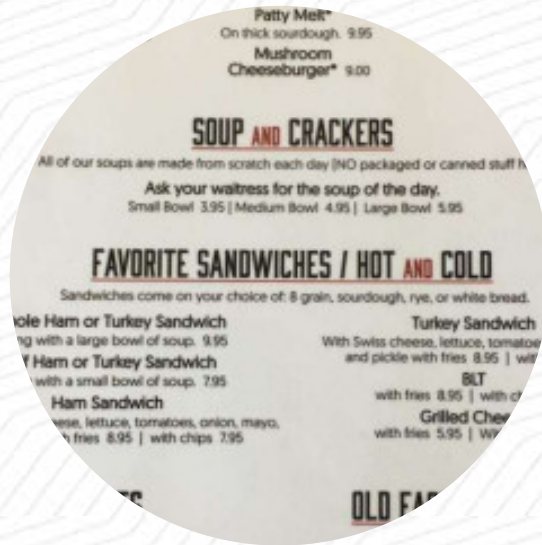 Patty Melt*
On thick sourdough. 9.95
Mushroom
Cheeseburger* 9.00
SOUP AND CRACKERS
All of our soups are made from scratch each day (NO packaged or canned stuff
Ask your waitress for the soup of the day.
Small Bowl 3.95 | Medium Bowl 4.95 | Large Bowl 5.95
FAVORITE SANDWICHES / HOT AND COLD
Sandwiches come on your choice of: 8 grain, sourdough, rye, or white bread.
Ham or Turkey Sandwich
with a large bowl of soup. 9.95
Ham or Turkey Sandwich
with a small bowl of soup. 7.95
Ham Sandwich
lettuce, tomatoes, onion, mayo,
fries 8.95 | with chips 7.95
Turkey Sandwich
With Swiss cheese, lettuce,
and pickle with fries 8.95 |
BLT
with fries 8.95 | with
Grilled
with fries 5.95 |
OLD